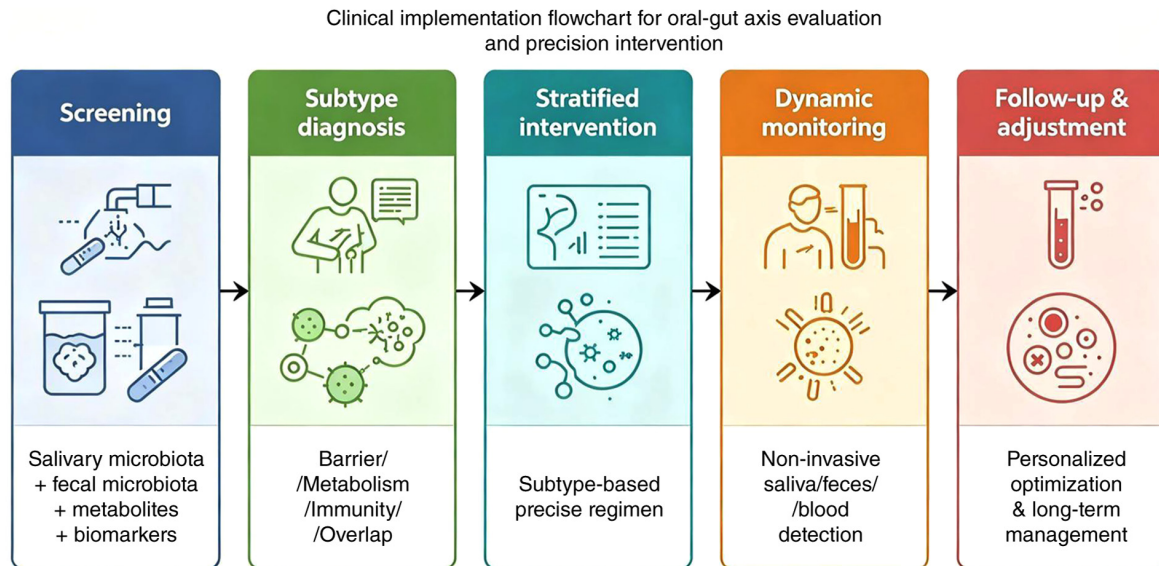 Clinical implementation flowchart for oral-gut axis evaluation
and precision intervention
Screening
Salivary microbiota
+ fecal microbiota
+ metabolites
+ biomarkers
Subtype
diagnosis
Barrier/
/Metabolism
/Immunity/
/Overlap
Stratified
intervention
Subtype-based
precise regimen
Dynamic
monitoring
Non-invasive
saliva/feces/
/blood
detection
Follow-up &
adjustment
Personalized
optimization
& long-term
management